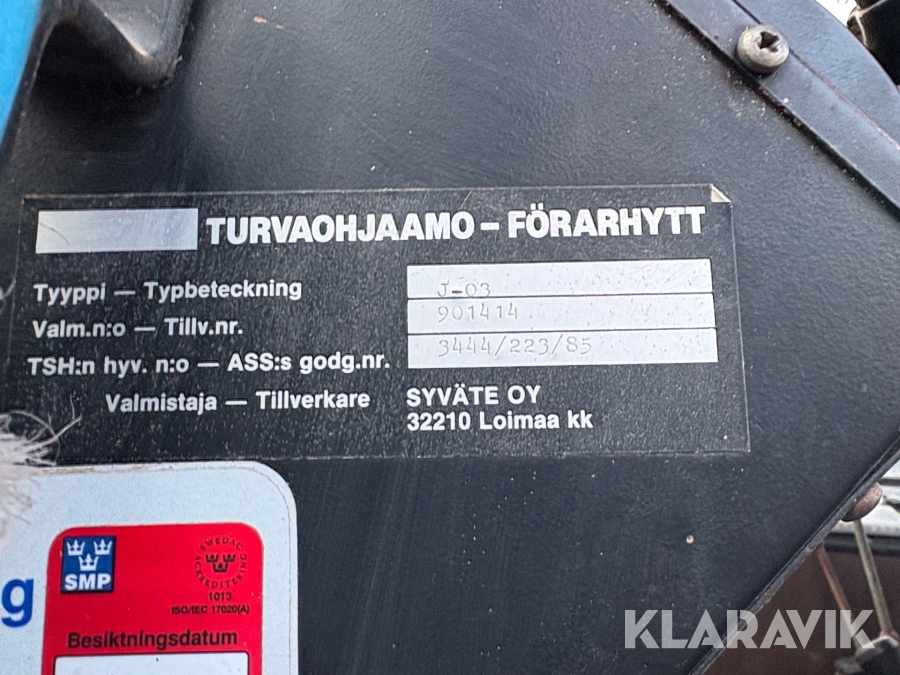 TURVAOHJAAMO – FÖRARHYTT
Tyyppi — Typbeteckning J-03
Valm.n:o — Tillv.nr. 901414
TSH:n hyv. n:o — ASS:s godg.nr. 3444/223/85
Valmistaja — Tillverkare SYVÄTE OY
32210 Loimaa kk
SMP
SWEDAC
ACKREDITERING
1013
ISO/IEC 17020(A)
g
Besiktningsdatum
KLARAVIK